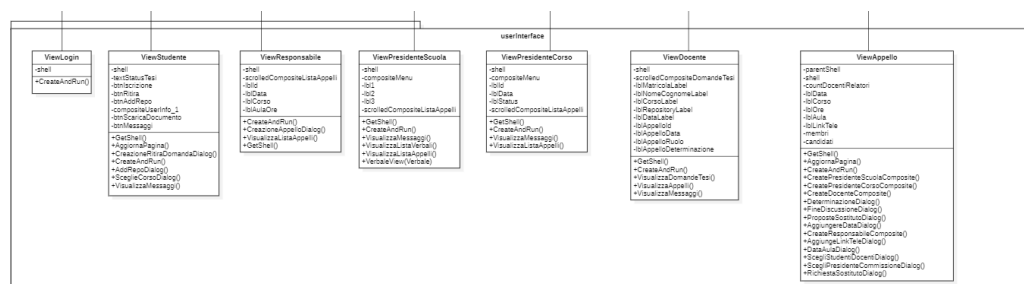 userInterface
ViewLogin
-shell
+CreateAndRun()
ViewStudente
-shell
-textStatusTesi
-btnIscrizione
-btnRitira
-btnAddRepo
-compositeUserInfo_1
-btnScaricaDocumento
-btnMessaggi
+GetShell()
+AggiornaPagina()
+CreazioneRitiraDomandaDialog()
+CreateAndRun()
+AddRepoDialog()
+ScegliCorsoDialog()
+VisualizzaMessaggi()
ViewResponsabile
-shell
-scrolledCompositeListaAppelli
-lblId
-lblData
-lblCorso
-lblAulaOre
+CreateAndRun()
+CreazioneAppelloDialog()
+VisualizzaListaAppelli()
+GetShell()
ViewPresidenteScuola
-shell
-compositeMenu
-lbl1
-lbl2
-lbl3
-scrolledCompositeListaAppelli
+GetShell()
+CreateAndRun()
+VisualizzaMessaggi()
+VisualizzaListaVerbali()
+VisualizzaListaAppelli()
+VerbaleView(Verbale)
ViewPresidenteCorso
-shell
-compositeMenu
-lblId
-lblData
-lblStatus
-scrolledCompositeListaAppelli
+GetShell()
+CreateAndRun()
+VisualizzaMessaggi()
+VisualizzaListaAppelli()
ViewDocente
-shell
-scrolledCompositeDomandeTesi
-lblMatricolaLabel
-lblNomeCognomeLabel
-lblCorsoLabel
-lblRepositoryLabel
-lblDataLabel
-lblAppelloId
-lblAppelloData
-lblAppelloRuolo
-lblAppelloDeterminazione
+GetShell()
+CreateAndRun()
+VisualizzaDomandeTesi()
+VisualizzaAppelli()
+VisualizzaMessaggi()
ViewAppello
-parentShell
-shell
-countDocentiRelatori
-lblData
-lblCorso
-lblOre
-lblAula
-lblLinkTele
-membri
-candidati
+GetShell()
+AggiornaPagina()
+CreateAndRun()
+CreatePresidenteScuolaComposite()
+CreatePresidenteCorsoComposite()
+CreateDocenteComposite()
+DeterminazioneDialog()
+FineDiscussioneDialog()
+ProposteSostitutoDialog()
+AggiungereDataDialog()
+CreateResponsabileComposite()
+AggiungeLinkTeleDialog()
+DataAulaDialog()
+ScegliStudentiDocentiDialog()
+ScegliPresidenteCommissioneDialog()
+RichiestaSostitutoDialog()